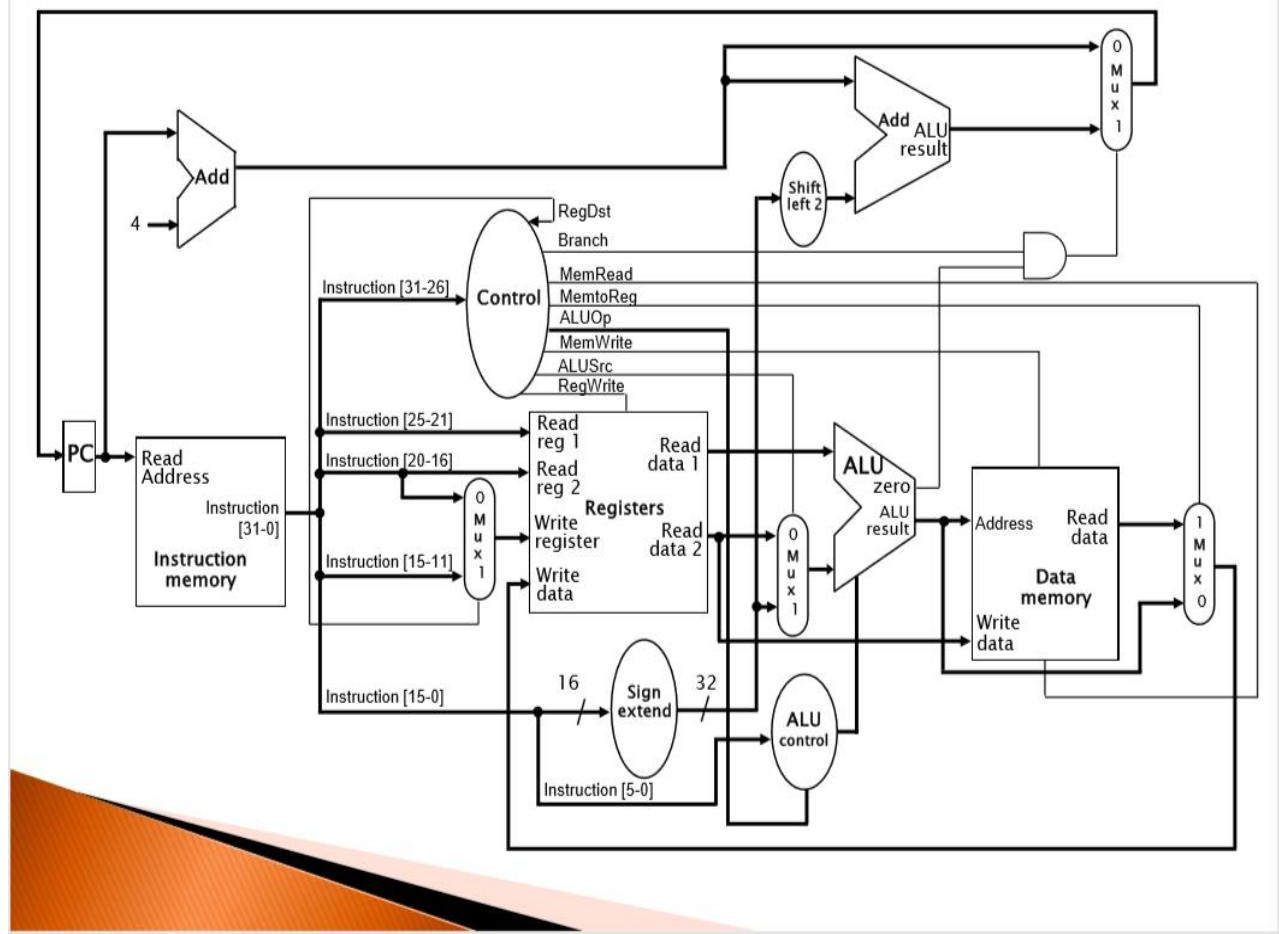 0
M
u
x
1
Add
ALU
result
Add
Shift
left 2
4
RegDst
Branch
MemRead
MemtoReg
ALUOp
MemWrite
ALUSrc
RegWrite
Control
Instruction [31-26]
Instruction [25-21]
Instruction [20-16]
Instruction [15-11]
Instruction [15-0]
Instruction [5-0]
PC
Read
Address
Instruction
[31-0]
Instruction
memory
0
M
u
x
1
Read
reg 1
Read
reg 2
Write
register
Write
data
Registers
Read
data 1
Read
data 2
0
M
u
x
1
ALU
zero
ALU
result
Address
Read
data
Data
memory
Write
data
1
M
u
x
0
16
Sign
extend
32
ALU
control